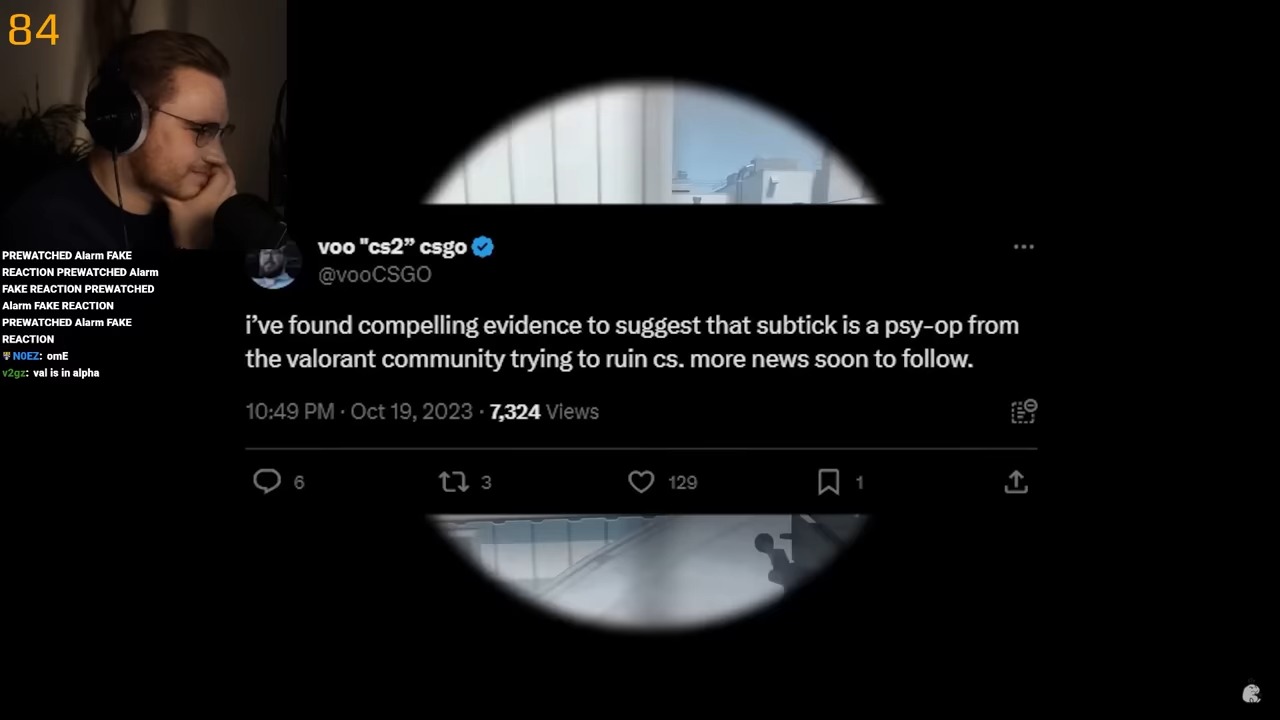 84
PREWATCHED Alarm FAKE
REACTION PREWATCHED Alarm
FAKE REACTION PREWATCHED
Alarm FAKE REACTION
PREWATCHED Alarm FAKE
REACTION
N0EZ: omE
v2gz: val is in alpha
voo "cs2” csgo
@vooCSGO
i’ve found compelling evidence to suggest that subtick is a psy-op from
the valorant community trying to ruin cs. more news soon to follow.
10:49 PM · Oct 19, 2023 · 7,324 Views
6 3 129 1